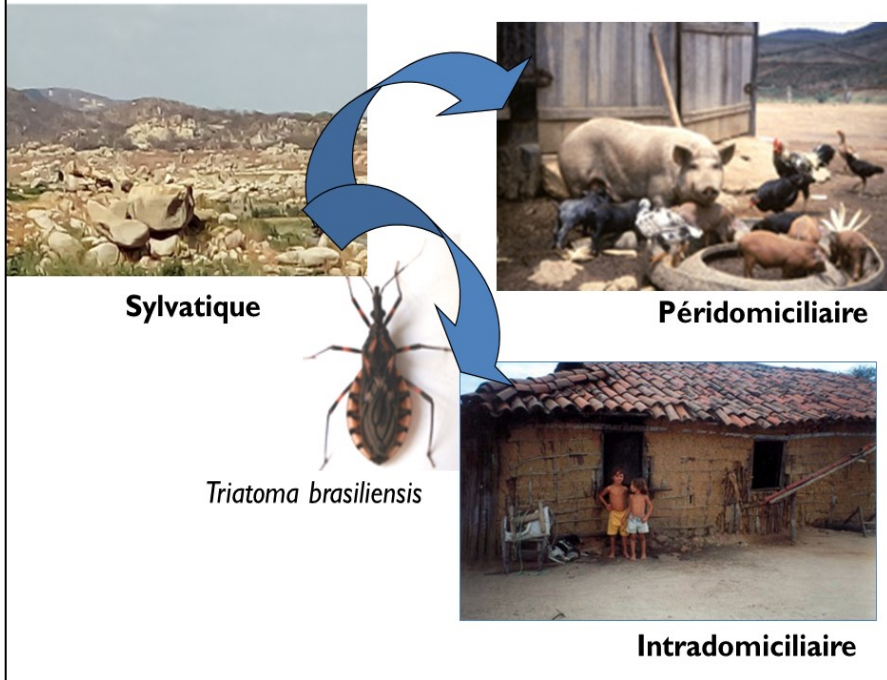 Sylvatique
Péridomiciliaire
Triatoma brasiliensis
Intradomiciliaire